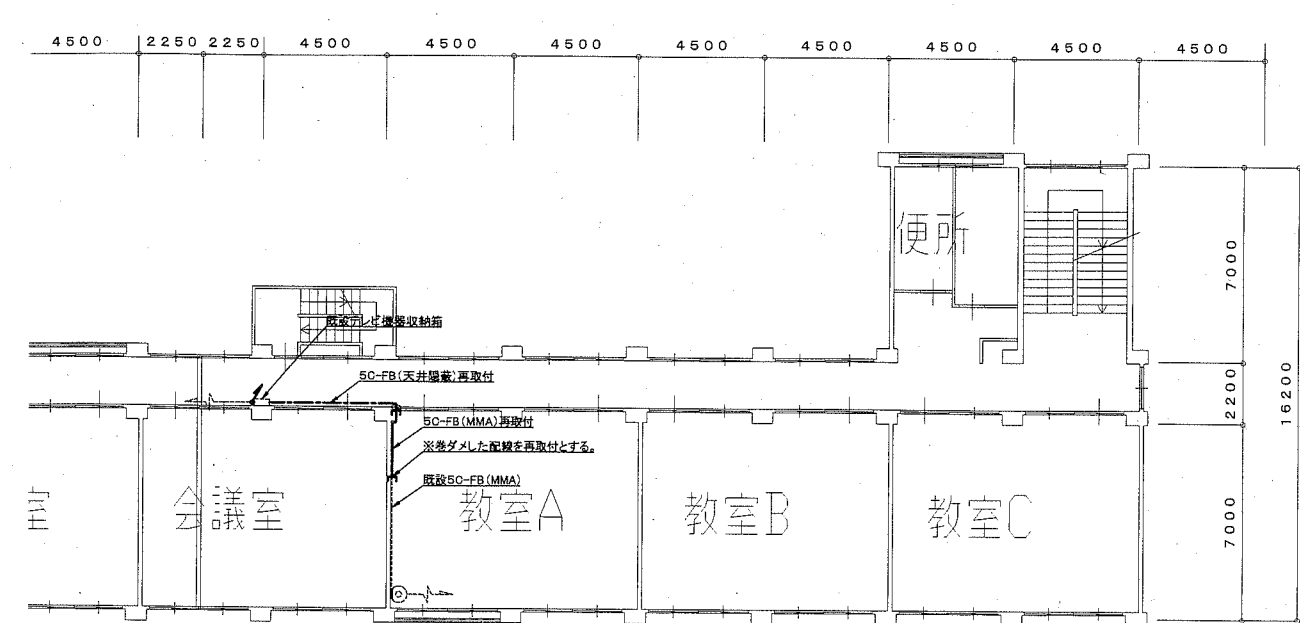 4500 2250 2250 4500 4500 4500 4500 4500 4500 4500
便所
7000
既設テレビ機器収納箱
5C-FB(天井隠蔽)再取付
2200
16200
5C-FB(MMA)再取付
※巻ダメした配線を再取付とする。
既設5C-FB(MMA)
室
会議室
教室A
教室B
教室C
7000